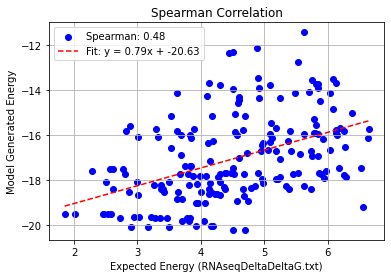 Spearman Correlation
Spearman: 0.48
Fit: y = 0.79x + -20.63
Model Generated Energy
−12
−14
−16
−18
−20
2 3 4 5 6
Expected Energy (RNAseqDeltaDeltaG.txt)